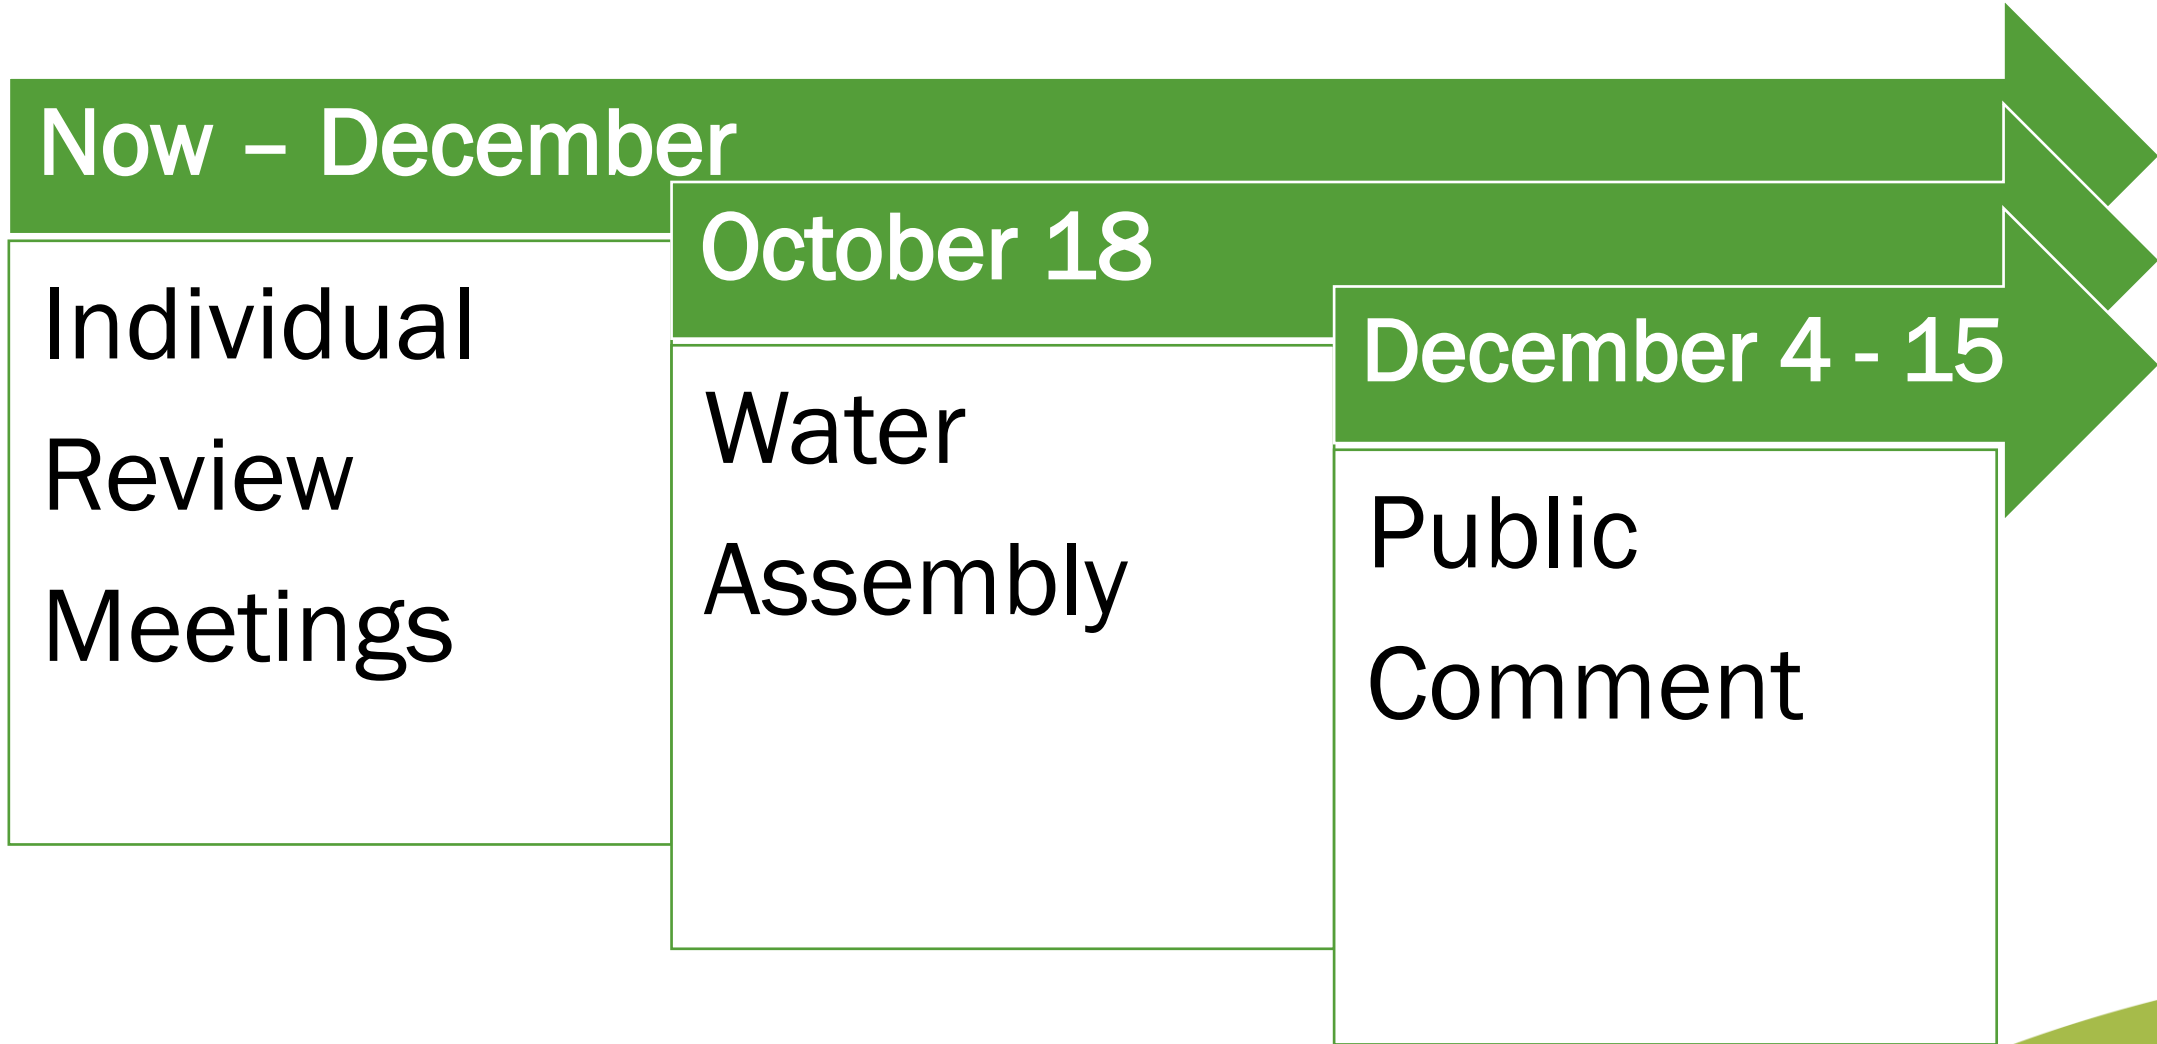 Now – December
Individual
Review
Meetings
October 18
Water
Assembly
December 4 - 15
Public
Comment